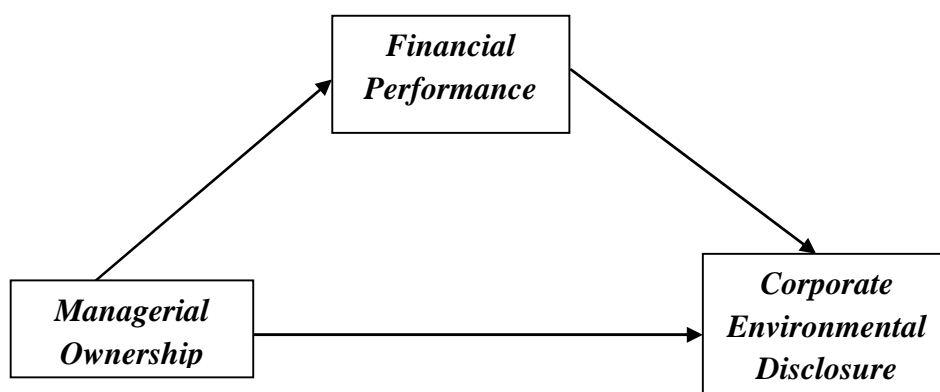 Financial
Performance
Managerial
Ownership
Corporate
Environmental
Disclosure